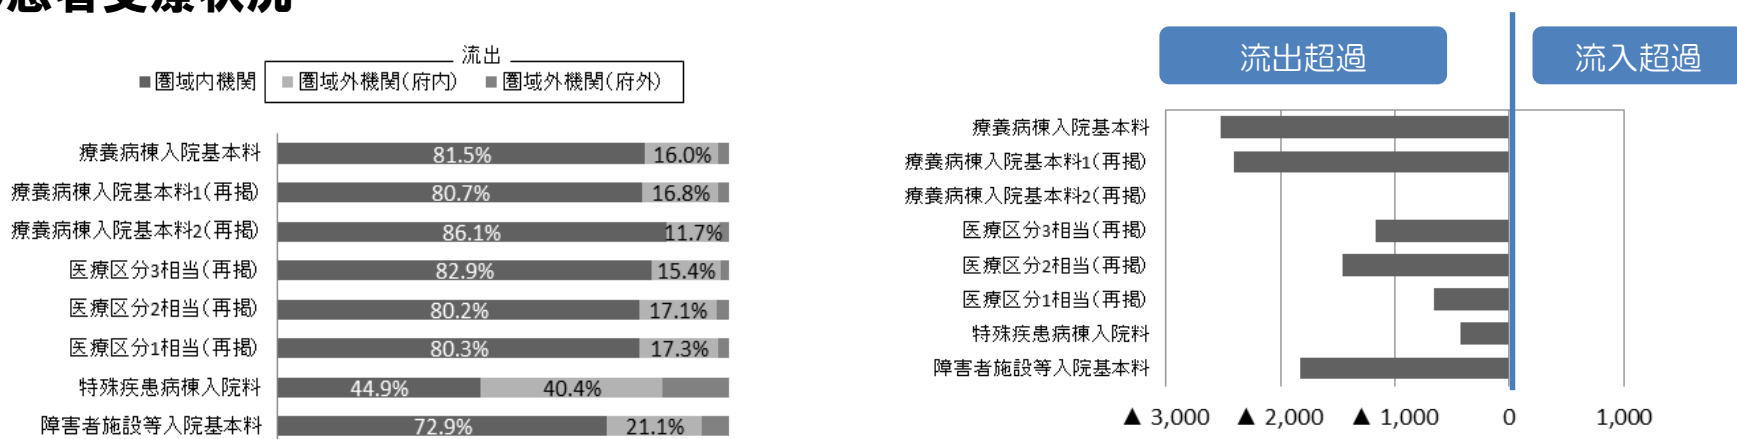 患者受療状況
流出
■圏域内機関 ■圏域外機関(府内) ■圏域外機関(府外)
療養病棟入院基本料 81.5% 16.0%
療養病棟入院基本料1(再掲) 80.7% 16.8%
療養病棟入院基本料2(再掲) 86.1% 11.7%
医療区分3相当(再掲) 82.9% 15.4%
医療区分2相当(再掲) 80.2% 17.1%
医療区分1相当(再掲) 80.3% 17.3%
特殊疾患病棟入院料 44.9% 40.4%
障害者施設等入院基本料 72.9% 21.1%
流出超過 流入超過
療養病棟入院基本料
療養病棟入院基本料1(再掲)
療養病棟入院基本料2(再掲)
医療区分3相当(再掲)
医療区分2相当(再掲)
医療区分1相当(再掲)
特殊疾患病棟入院料
障害者施設等入院基本料
▲ 3,000 ▲ 2,000 ▲ 1,000 0 1,000